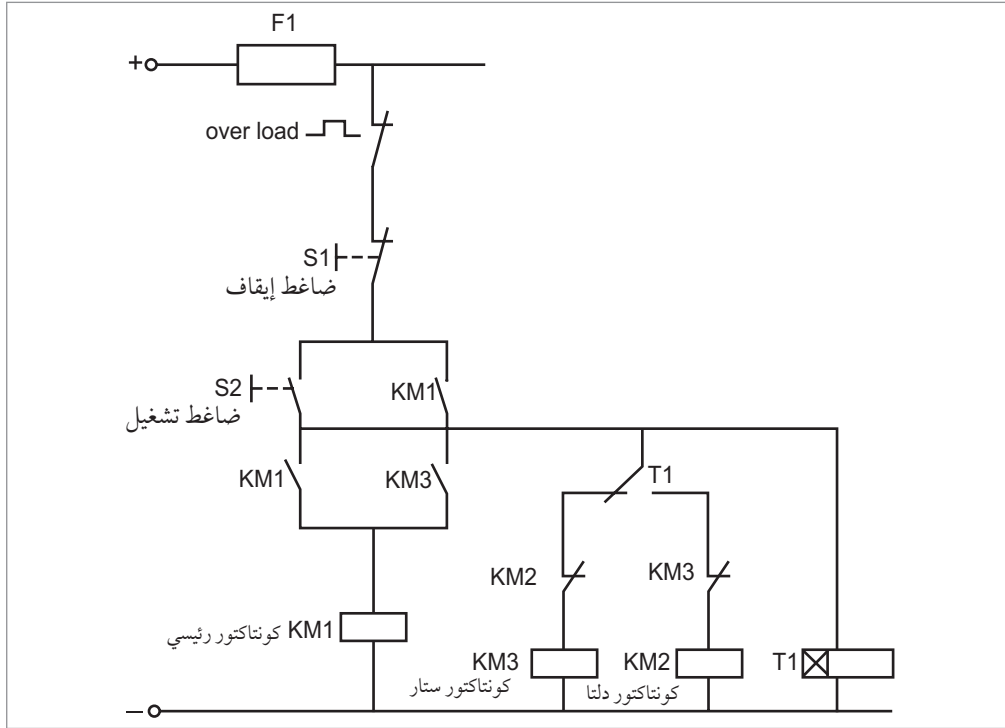 F1
+
over load
S1
ضاغط إيقاف
S2
KM1
ضاغط تشغيل
KM1
KM3
T1
KM2
KM3
KM1 كونتاكتور رئيسي
KM3
KM2
T1
كونتاكتور ستار
كونتاكتور دلتا
–